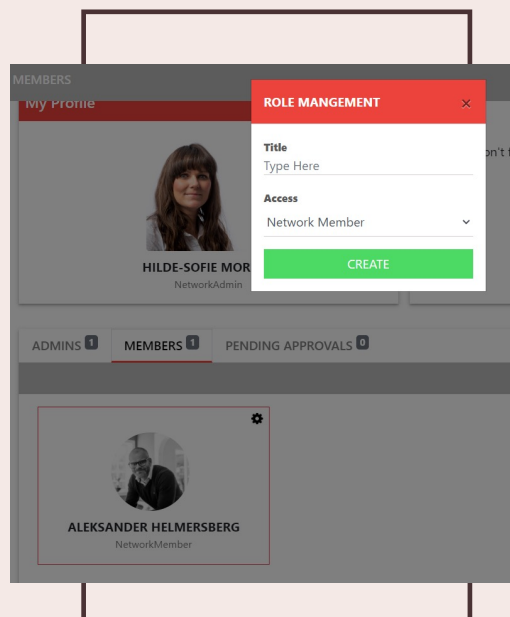 MEMBERS
My Profile
ROLE MANGEMENT ×
Title
Type Here
on't f
Access
Network Member
CREATE
HILDE-SOFIE MOR
NetworkAdmin
ADMINS 1 MEMBERS 1 PENDING APPROVALS 0
ALEKSANDER HELMERSBERG
NetworkMember